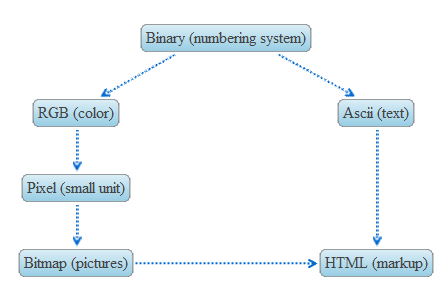 Binary (numbering system)
RGB (color)
Ascii (text)
Pixel (small unit)
Bitmap (pictures)
HTML (markup)